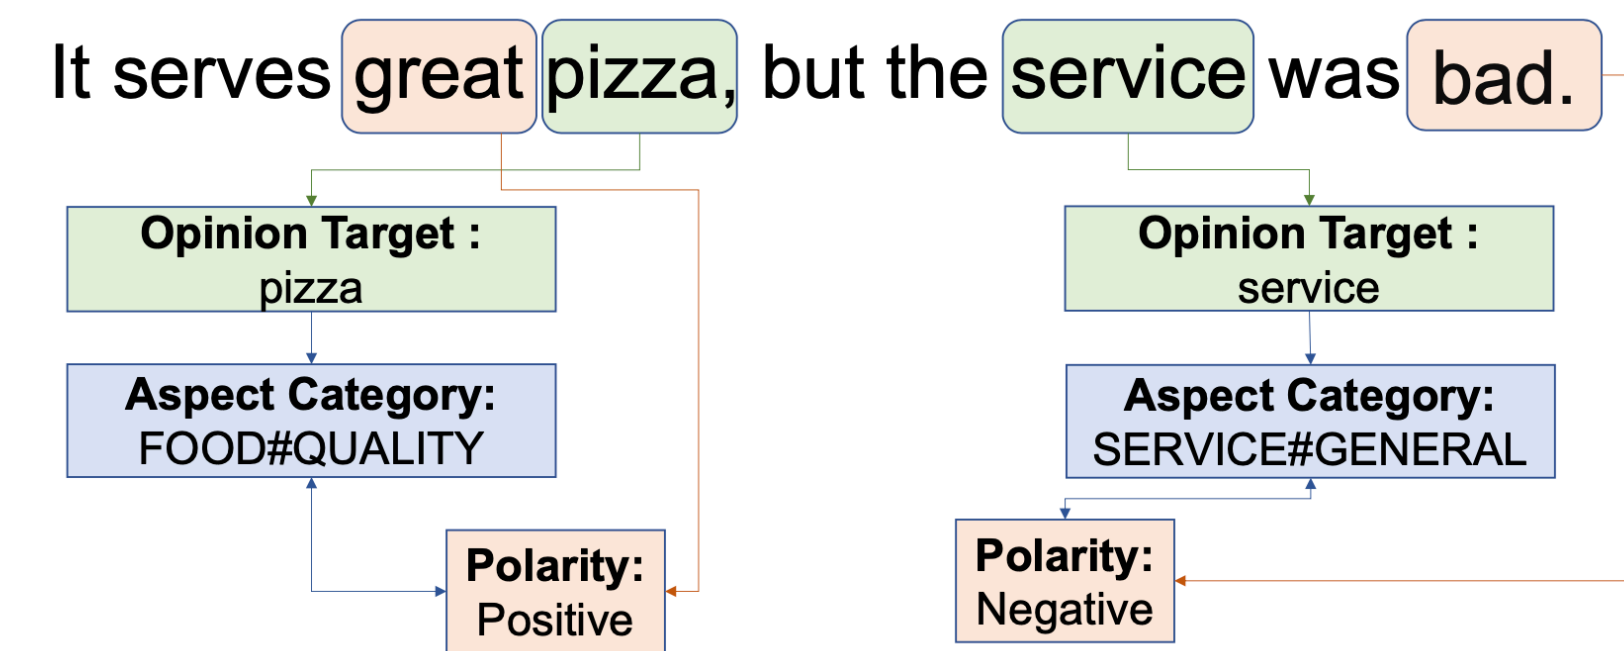 It serves great pizza, but the service was bad.
Opinion Target :
pizza
Opinion Target :
service
Aspect Category:
FOOD#QUALITY
Aspect Category:
SERVICE#GENERAL
Polarity:
Positive
Polarity:
Negative